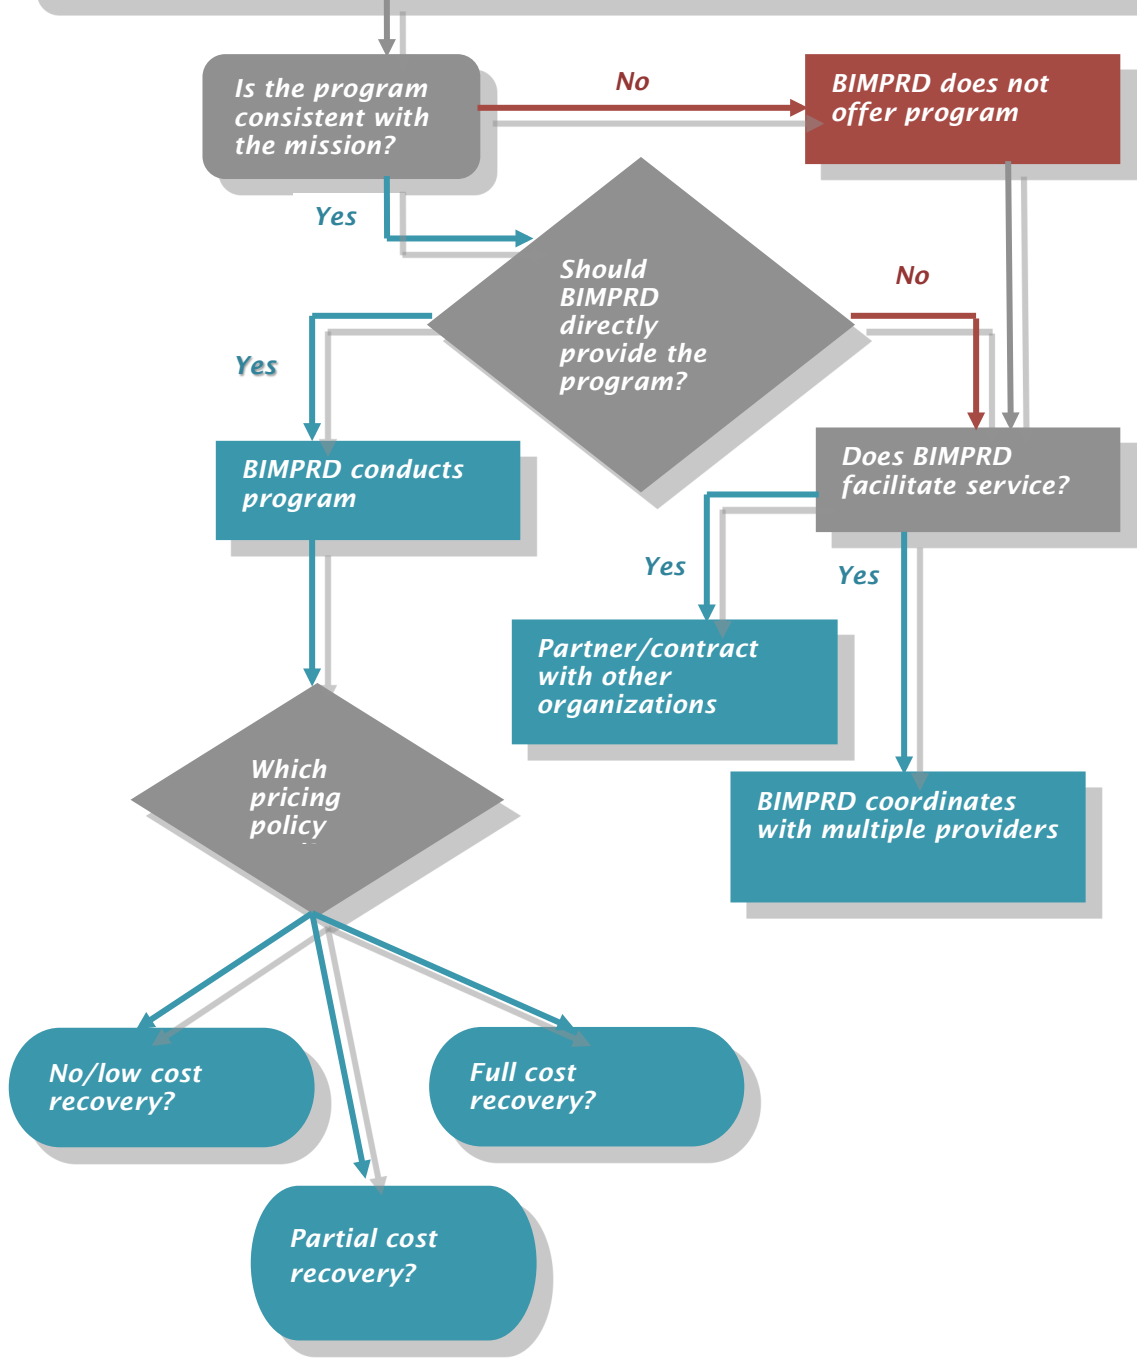 Is the program
consistent with
the mission?
No
BIMPRD does not
offer program
Yes
Should
BIMPRD
directly
provide the
program?
No
Yes
BIMPRD conducts
program
Does BIMPRD
facilitate service?
Yes
Yes
Partner/contract
with other
organizations
Which
pricing
policy
BIMPRD coordinates
with multiple providers
No/low cost
recovery?
Full cost
recovery?
Partial cost
recovery?